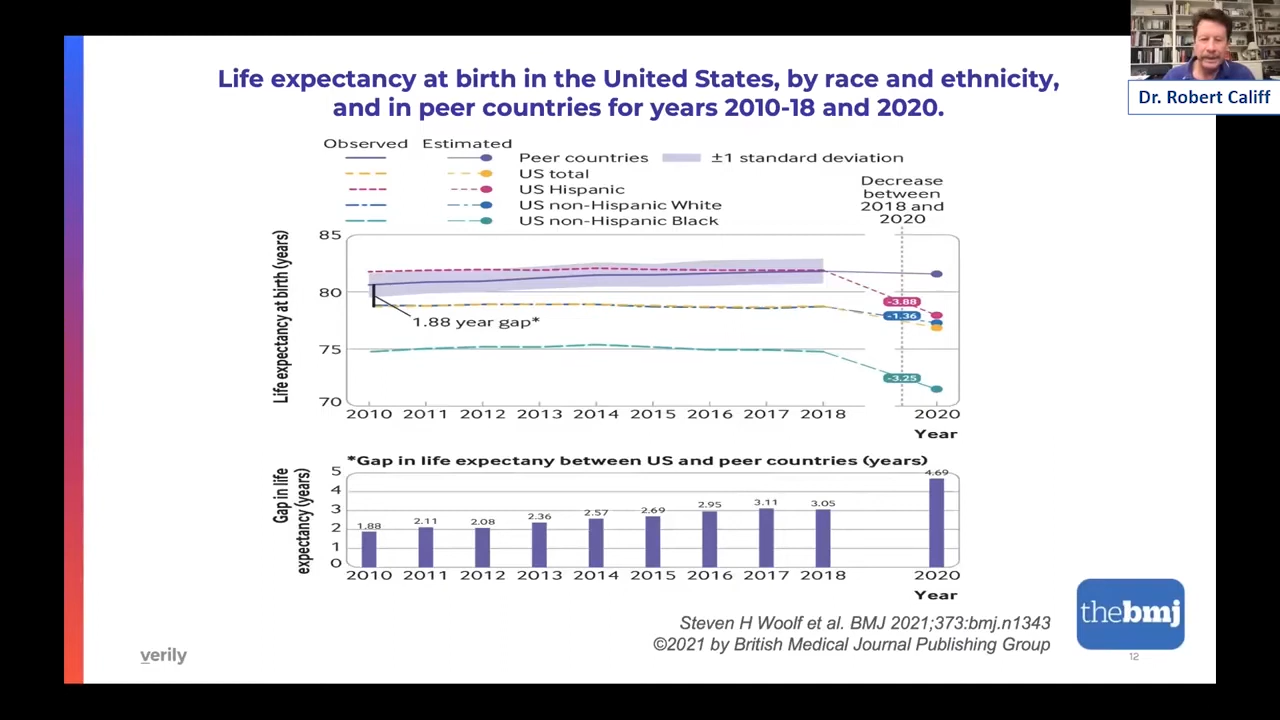 Dr. Robert Califf
Life expectancy at birth in the United States, by race and ethnicity,
and in peer countries for years 2010-18 and 2020.
Observed Estimated
Peer countries ±1 standard deviation
US total
US Hispanic
US non-Hispanic White
US non-Hispanic Black
Decrease
between
2018 and
2020
Life expectancy at birth (years)
85
80
75
70
1.88 year gap*
-3.88
-1.36
-3.25
2010 2011 2012 2013 2014 2015 2016 2017 2018 2020
Year
*Gap in life expectany between US and peer countries (years)
Gap in life
expectancy (years)
5
4
3
2
1
0
1.88 2.11 2.08 2.36 2.57 2.69 2.95 3.11 3.05 4.69
2010 2011 2012 2013 2014 2015 2016 2017 2018 2020
Year
Steven H Woolf et al. BMJ 2021;373:bmj.n1343
©2021 by British Medical Journal Publishing Group
thebmj
verily
12